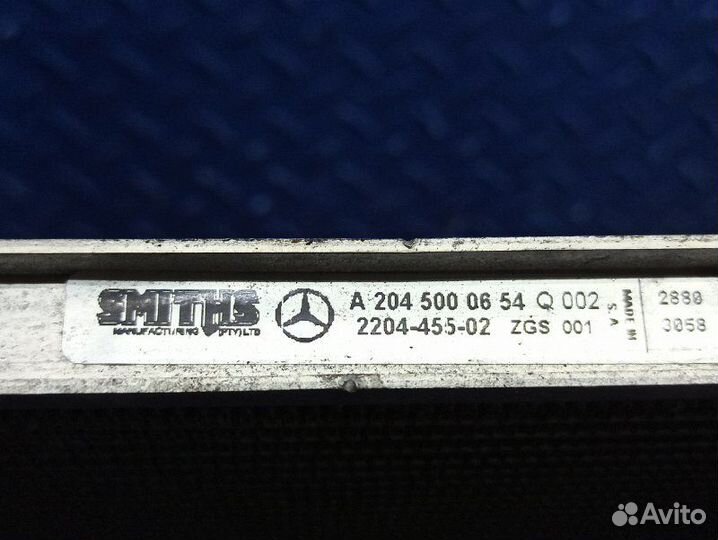 SMITHS
MANUFACTURING (PTY) LTD
A 204 500 06 54 Q 002
2204-455-02 ZGS 001
MADE IN
S.A
2880
3058
Avito